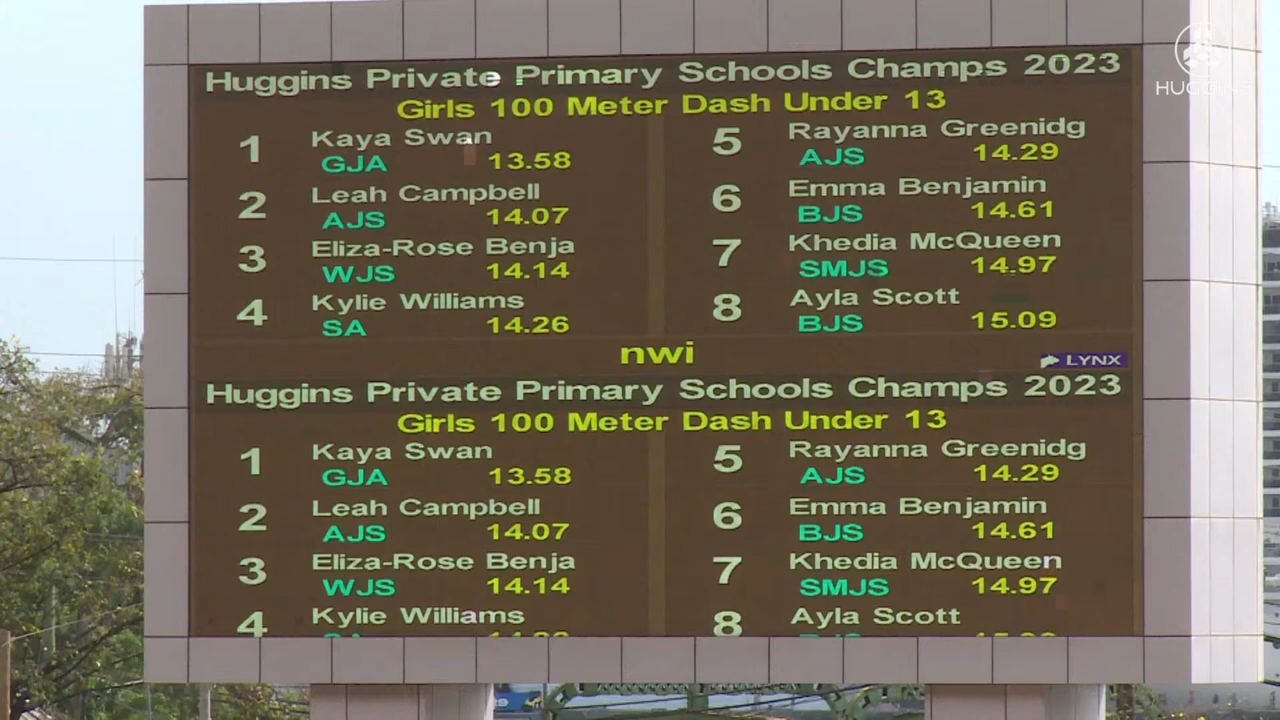 HUGGINS
Huggins Private Primary Schools Champs 2023
Girls 100 Meter Dash Under 13
1 Kaya Swan
GJA 13.58
2 Leah Campbell
AJS 14.07
3 Eliza-Rose Benja
WJS 14.14
4 Kylie Williams
SA 14.26
5 Rayanna Greenidg
AJS 14.29
6 Emma Benjamin
BJS 14.61
7 Khedia McQueen
SMJS 14.97
8 Ayla Scott
BJS 15.09
nwi
LYNX
Huggins Private Primary Schools Champs 2023
Girls 100 Meter Dash Under 13
1 Kaya Swan
GJA 13.58
2 Leah Campbell
AJS 14.07
3 Eliza-Rose Benja
WJS 14.14
4 Kylie Williams
5 Rayanna Greenidg
AJS 14.29
6 Emma Benjamin
BJS 14.61
7 Khedia McQueen
SMJS 14.97
8 Ayla Scott